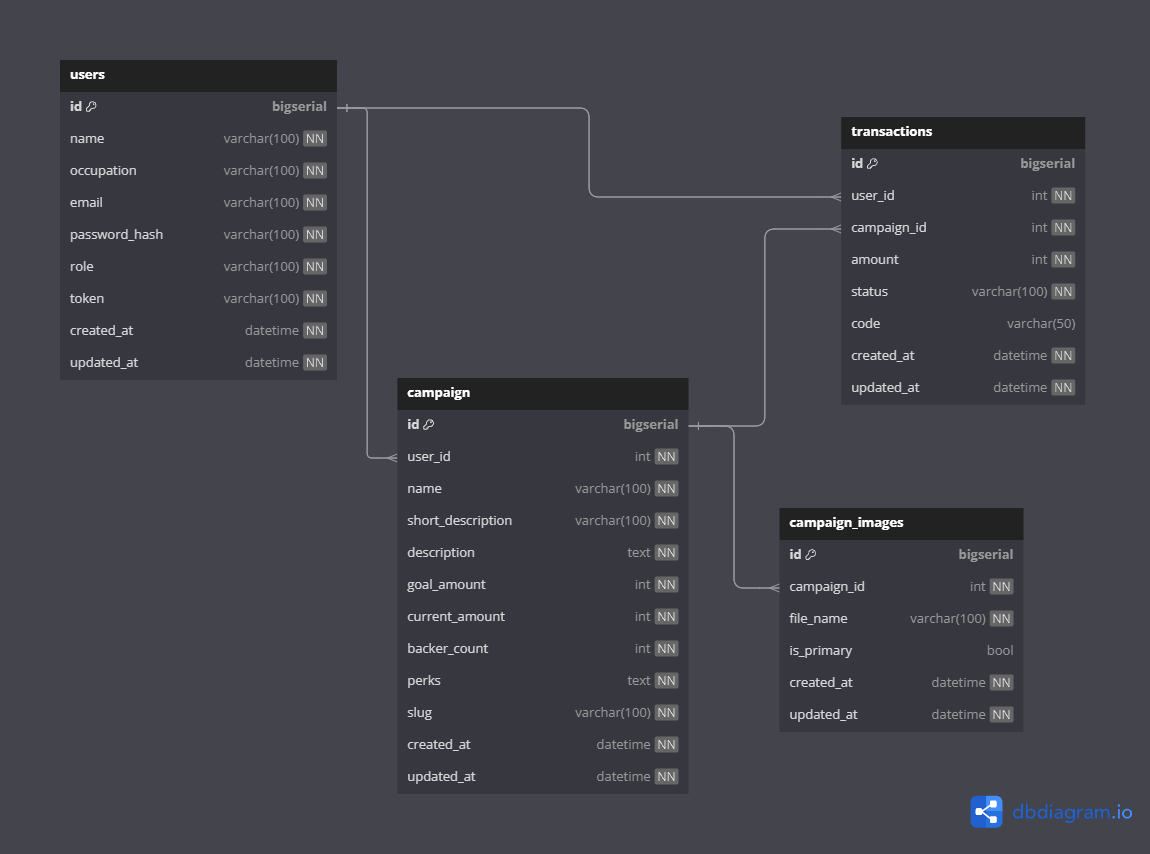 users
id bigserial
name varchar(100) NN
occupation varchar(100) NN
email varchar(100) NN
password_hash varchar(100) NN
role varchar(100) NN
token varchar(100) NN
created_at datetime NN
updated_at datetime NN
transactions
id bigserial
user_id int NN
campaign_id int NN
amount int NN
status varchar(100) NN
code varchar(50)
created_at datetime NN
updated_at datetime NN
campaign
id bigserial
user_id int NN
name varchar(100) NN
short_description varchar(100) NN
description text NN
goal_amount int NN
current_amount int NN
backer_count int NN
perks text NN
slug varchar(100) NN
created_at datetime NN
updated_at datetime NN
campaign_images
id bigserial
campaign_id int NN
file_name varchar(100) NN
is_primary bool
created_at datetime NN
updated_at datetime NN
dbdiagram.io